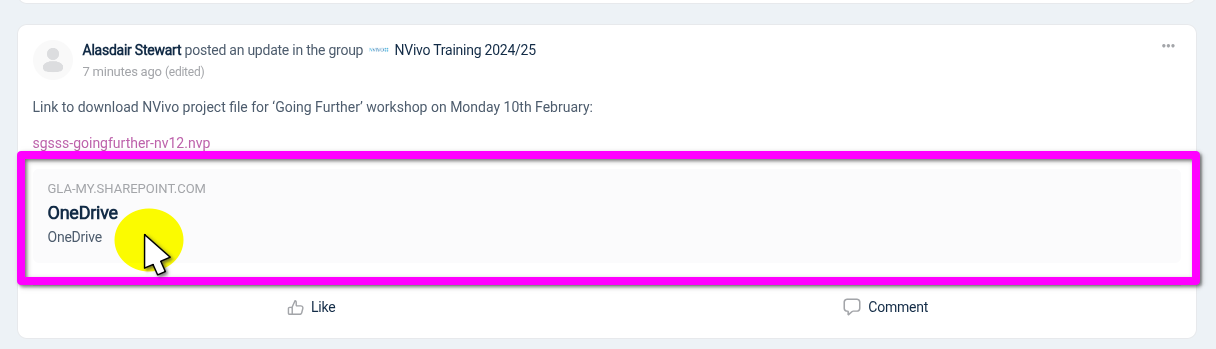 Alasdair Stewart posted an update in the group NVivo Training 2024/25
7 minutes ago (edited)
Link to download NVivo project file for ‘Going Further’ workshop on Monday 10th February:
sgsss-goingfurther-nv12.nvp
GLA-MY.SHAREPOINT.COM
OneDrive
OneDrive
Like Comment